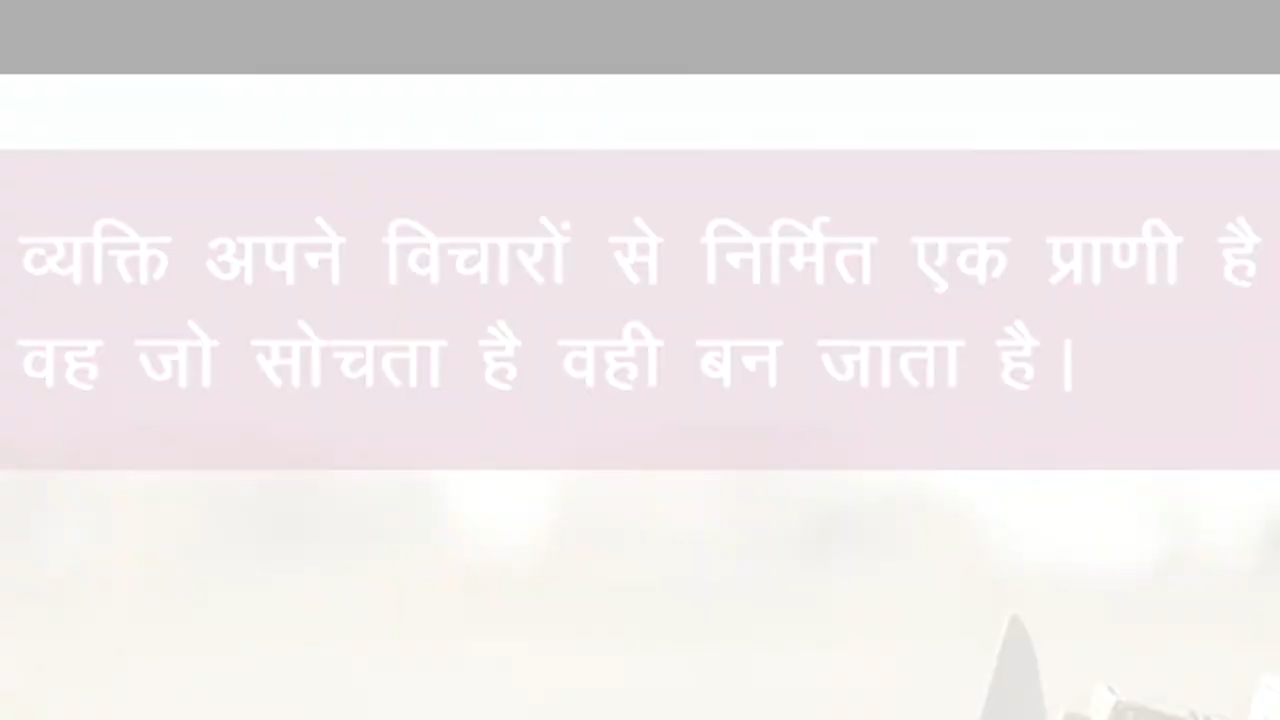 व्यक्ति अपने विचारों से निर्मित एक प्राणी है
वह जो सोचता है वही बन जाता है|